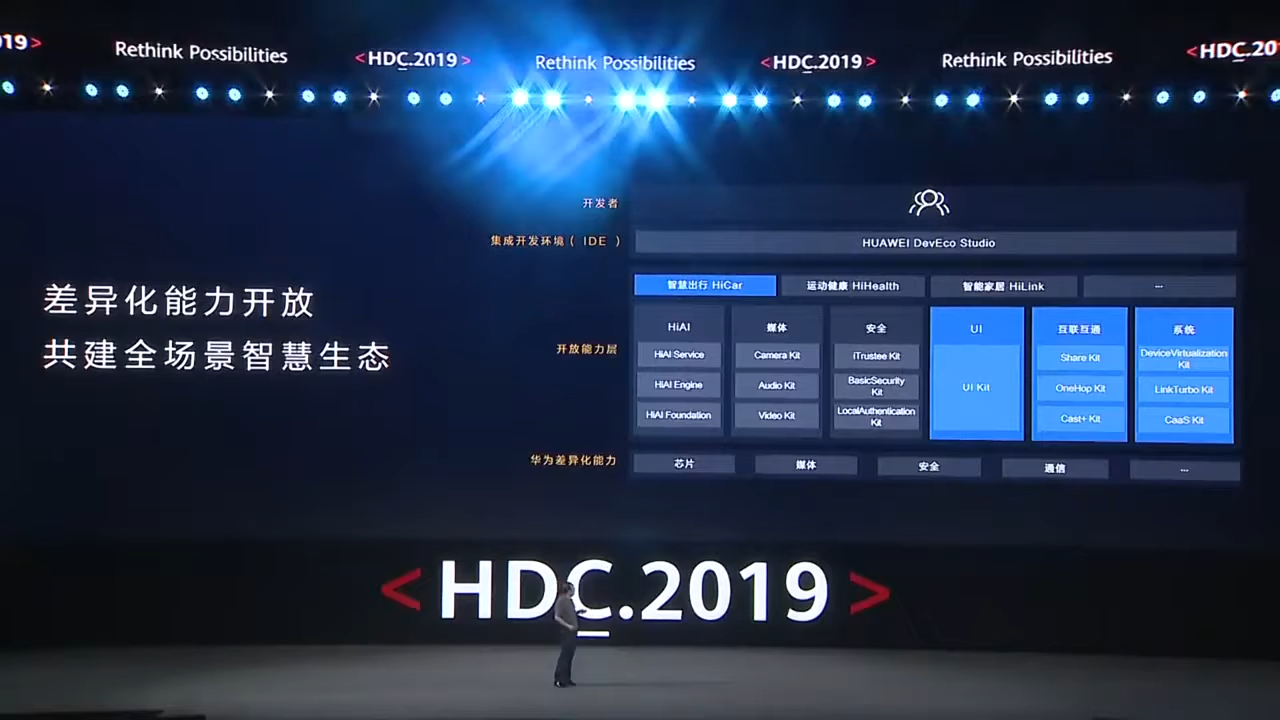 19>
Rethink Possibilities
<HDC.2019>
Rethink Possibilities
<HDC.2019>
Rethink Possibilities
<HDC.20
差异化能力开放
共建全场景智慧生态
开发者
集成开发环境（ IDE ）
HUAWEI DevEco Studio
智慧出行 HiCar
运动健康 HiHealth
智能家居 HiLink
...
开放能力层
HiAI
HiAI Service
HiAI Engine
HiAI Foundation
媒体
Camera Kit
Audio Kit
Video Kit
安全
iTrustee Kit
BasicSecurity
Kit
LocalAuthentication
Kit
UI
UI Kit
互联互通
Share Kit
OneHop Kit
Cast+ Kit
系统
DeviceVirtualization
Kit
LinkTurbo Kit
CaaS Kit
华为差异化能力
芯片
媒体
安全
通信
...
<HDC.2019>